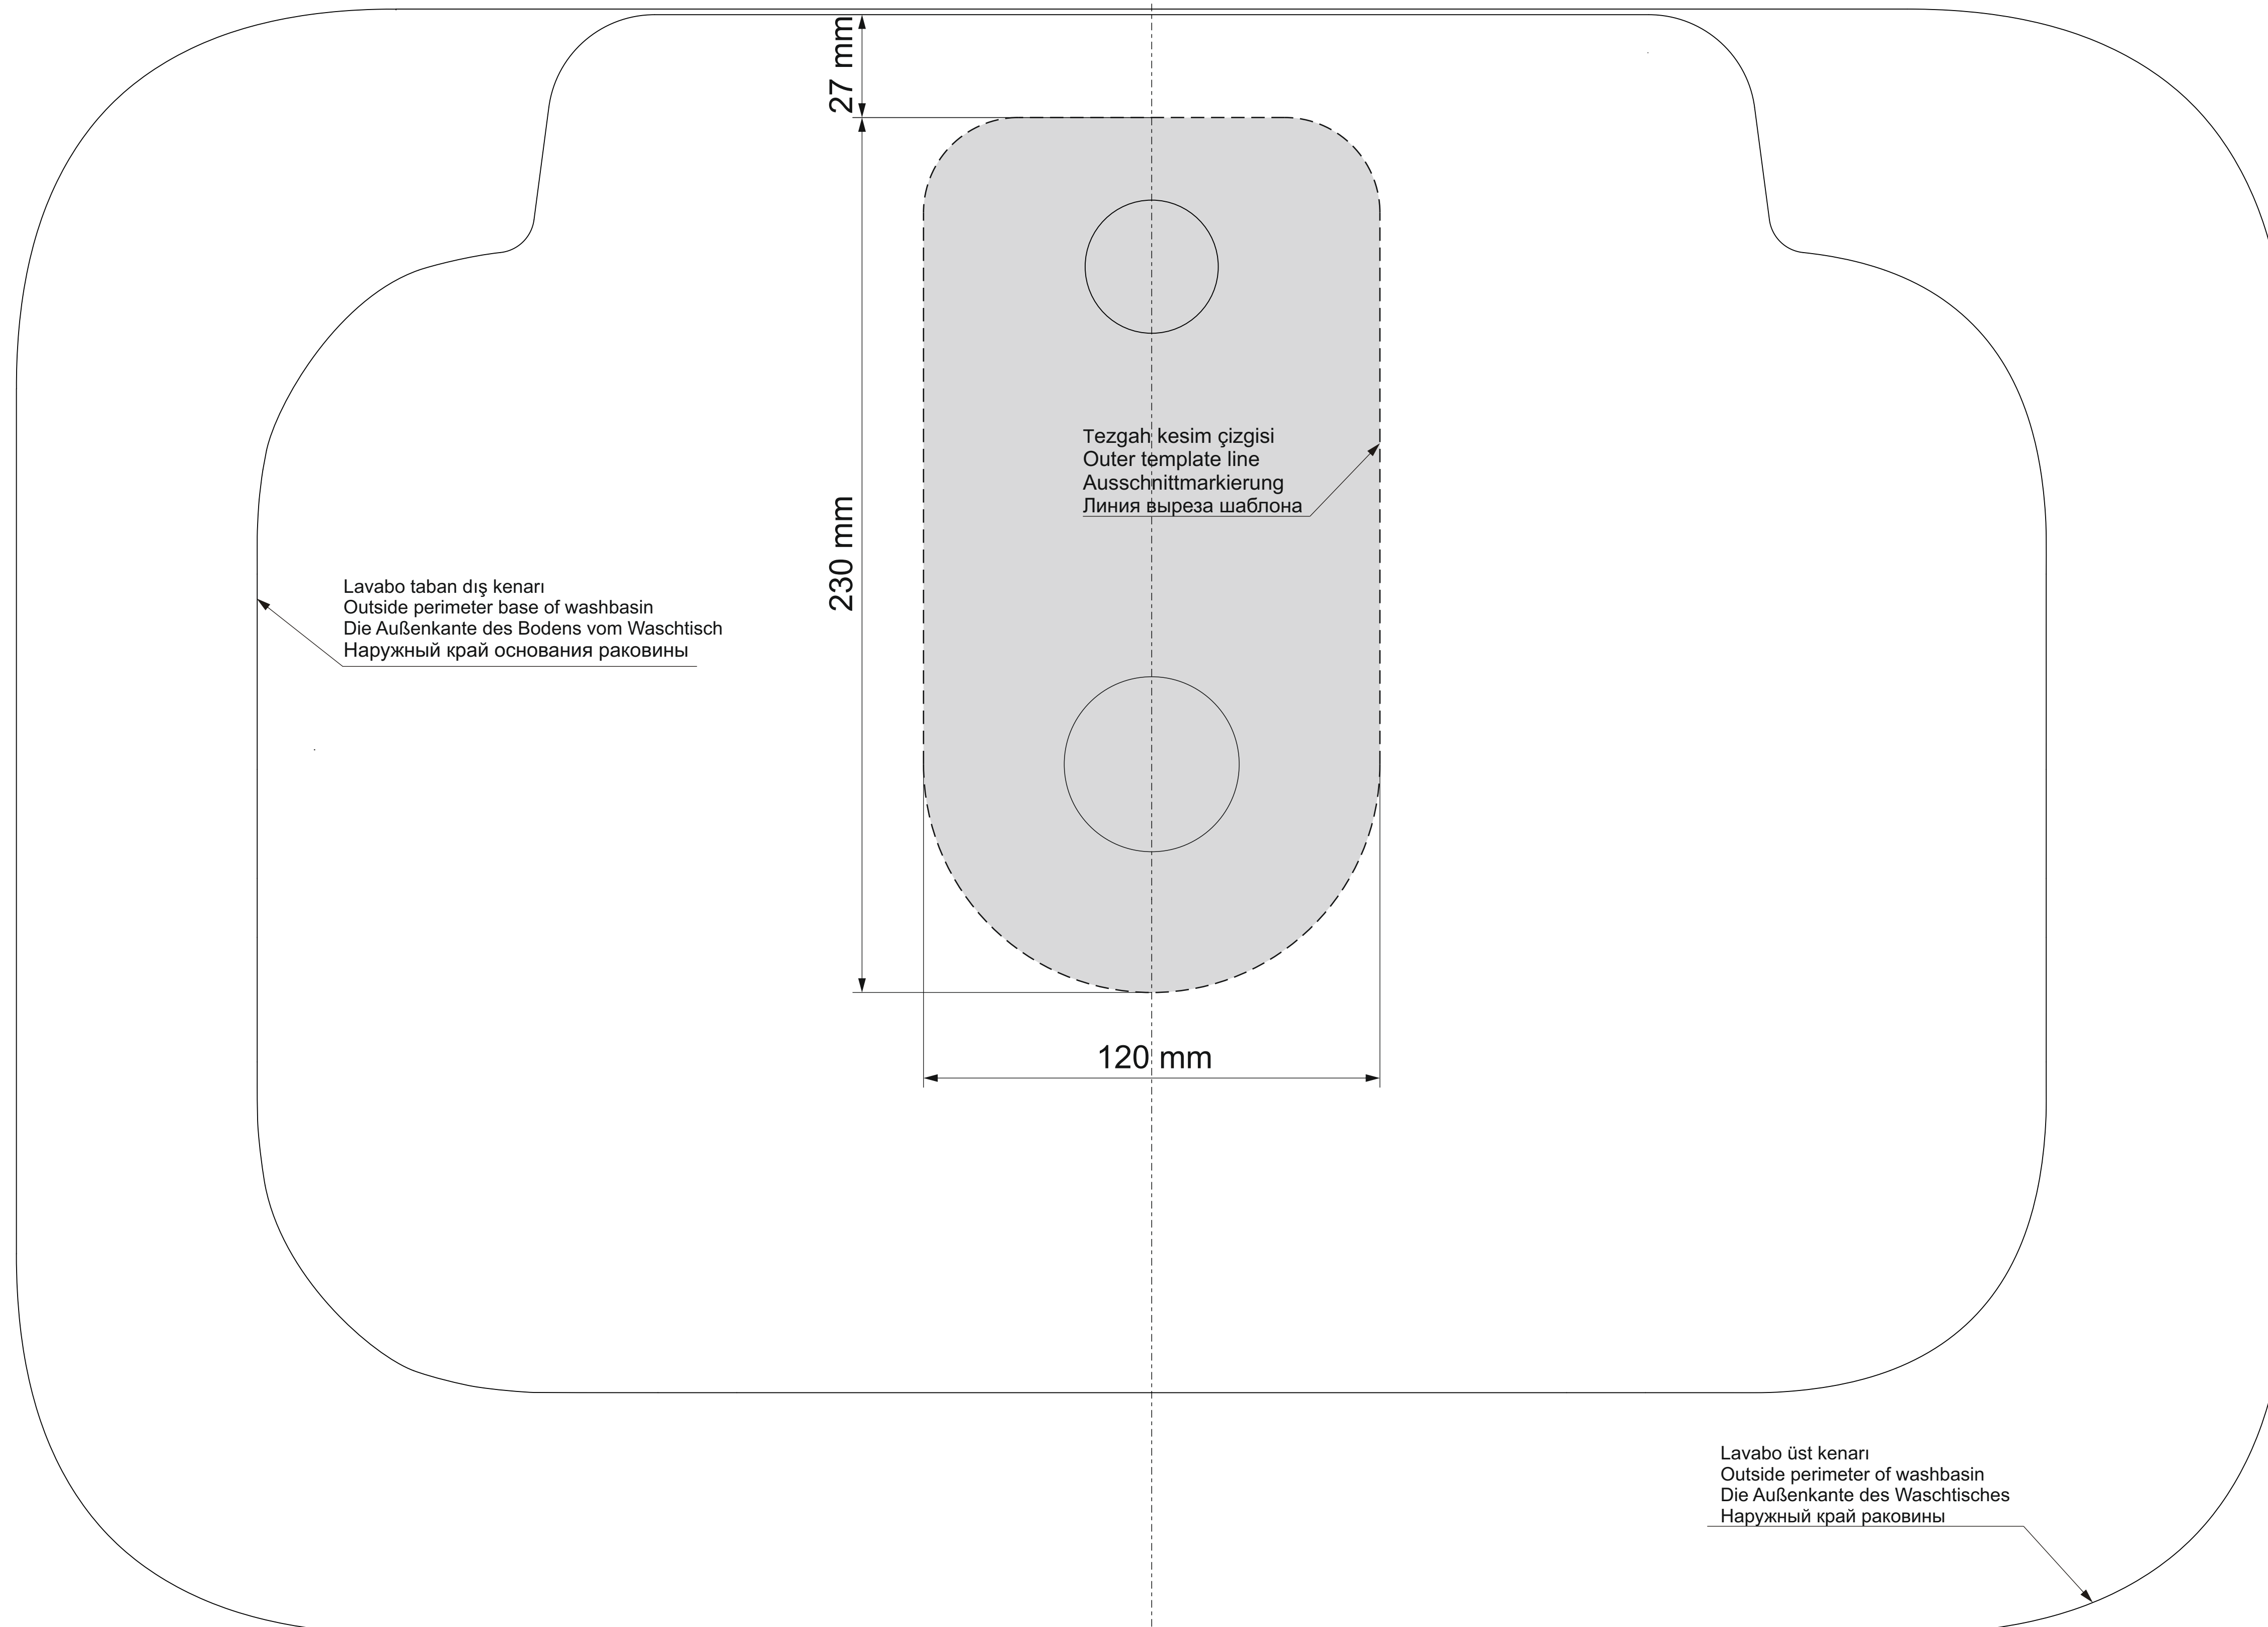 27 mm
Tezgah kesim çizgisi
Outer template line
Ausschnittmarkierung
Линия выреза шаблона
230 mm
Lavabo taban dış kenarı
Outside perimeter base of washbasin
Die Außenkante des Bodens vom Waschtisch
Наружный край основания раковины
120 mm
Lavabo üst kenarı
Outside perimeter of washbasin
Die Außenkante des Waschtisches
Наружный край раковины